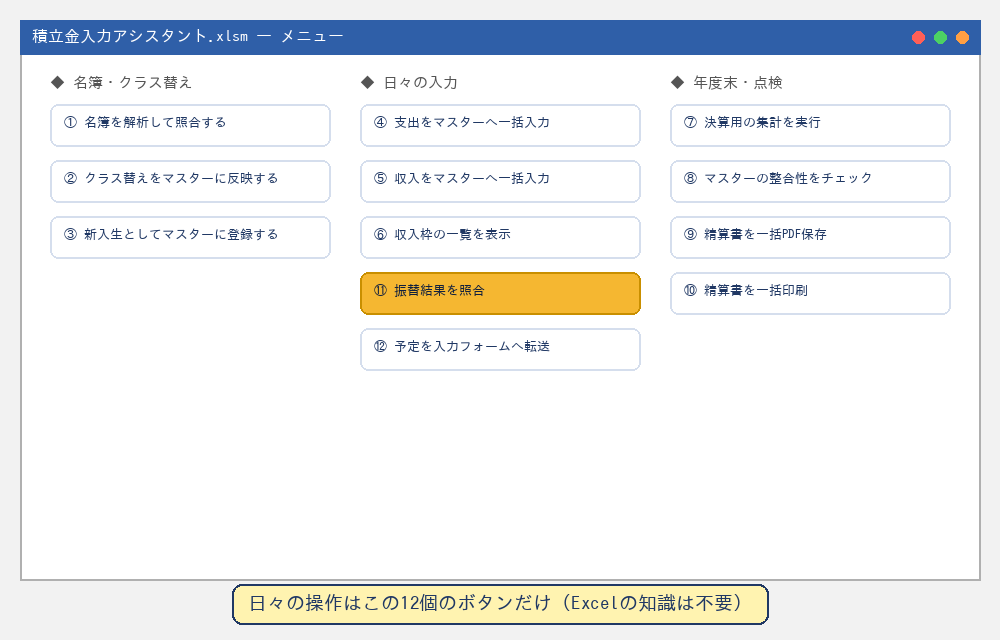 積立金入力アシスタント.xlsm ー メニュー
◆ 名簿・クラス替え
① 名簿を解析して照合する
② クラス替えをマスターに反映する
③ 新入生としてマスターに登録する
◆ 日々の入力
④ 支出をマスターへ一括入力
⑤ 収入をマスターへ一括入力
⑥ 収入枠の一覧を表示
⑪ 振替結果を照合
⑫ 予定を入力フォームへ転送
◆ 年度末・点検
⑦ 決算用の集計を実行
⑧ マスターの整合性をチェック
⑨ 精算書を一括PDF保存
⑩ 精算書を一括印刷
日々の操作はこの12個のボタンだけ（Excelの知識は不要）